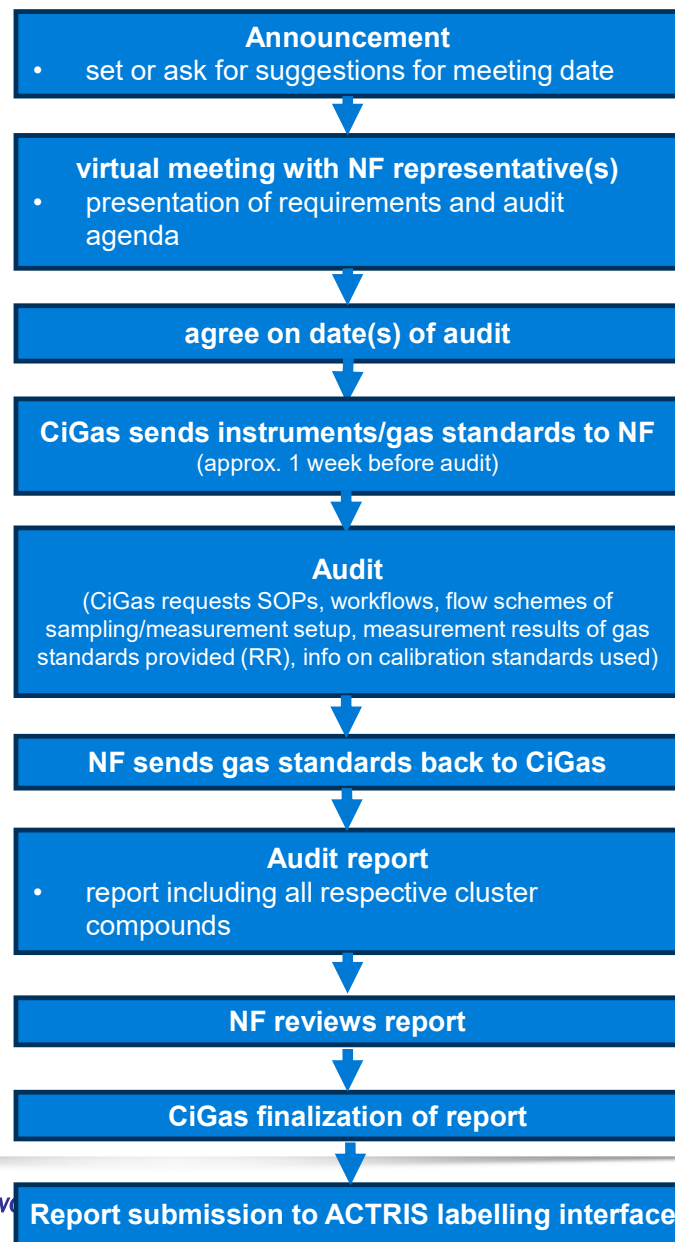 Announcement
• set or ask for suggestions for meeting date
virtual meeting with NF representative(s)
• presentation of requirements and audit
agenda
agree on date(s) of audit
CiGas sends instruments/gas standards to NF
(approx. 1 week before audit)
Audit
(CiGas requests SOPs, workflows, flow schemes of
sampling/measurement setup, measurement results of gas
standards provided (RR), info on calibration standards used)
NF sends gas standards back to CiGas
Audit report
• report including all respective cluster
compounds
NF reviews report
CiGas finalization of report
Report submission to ACTRIS labelling interface